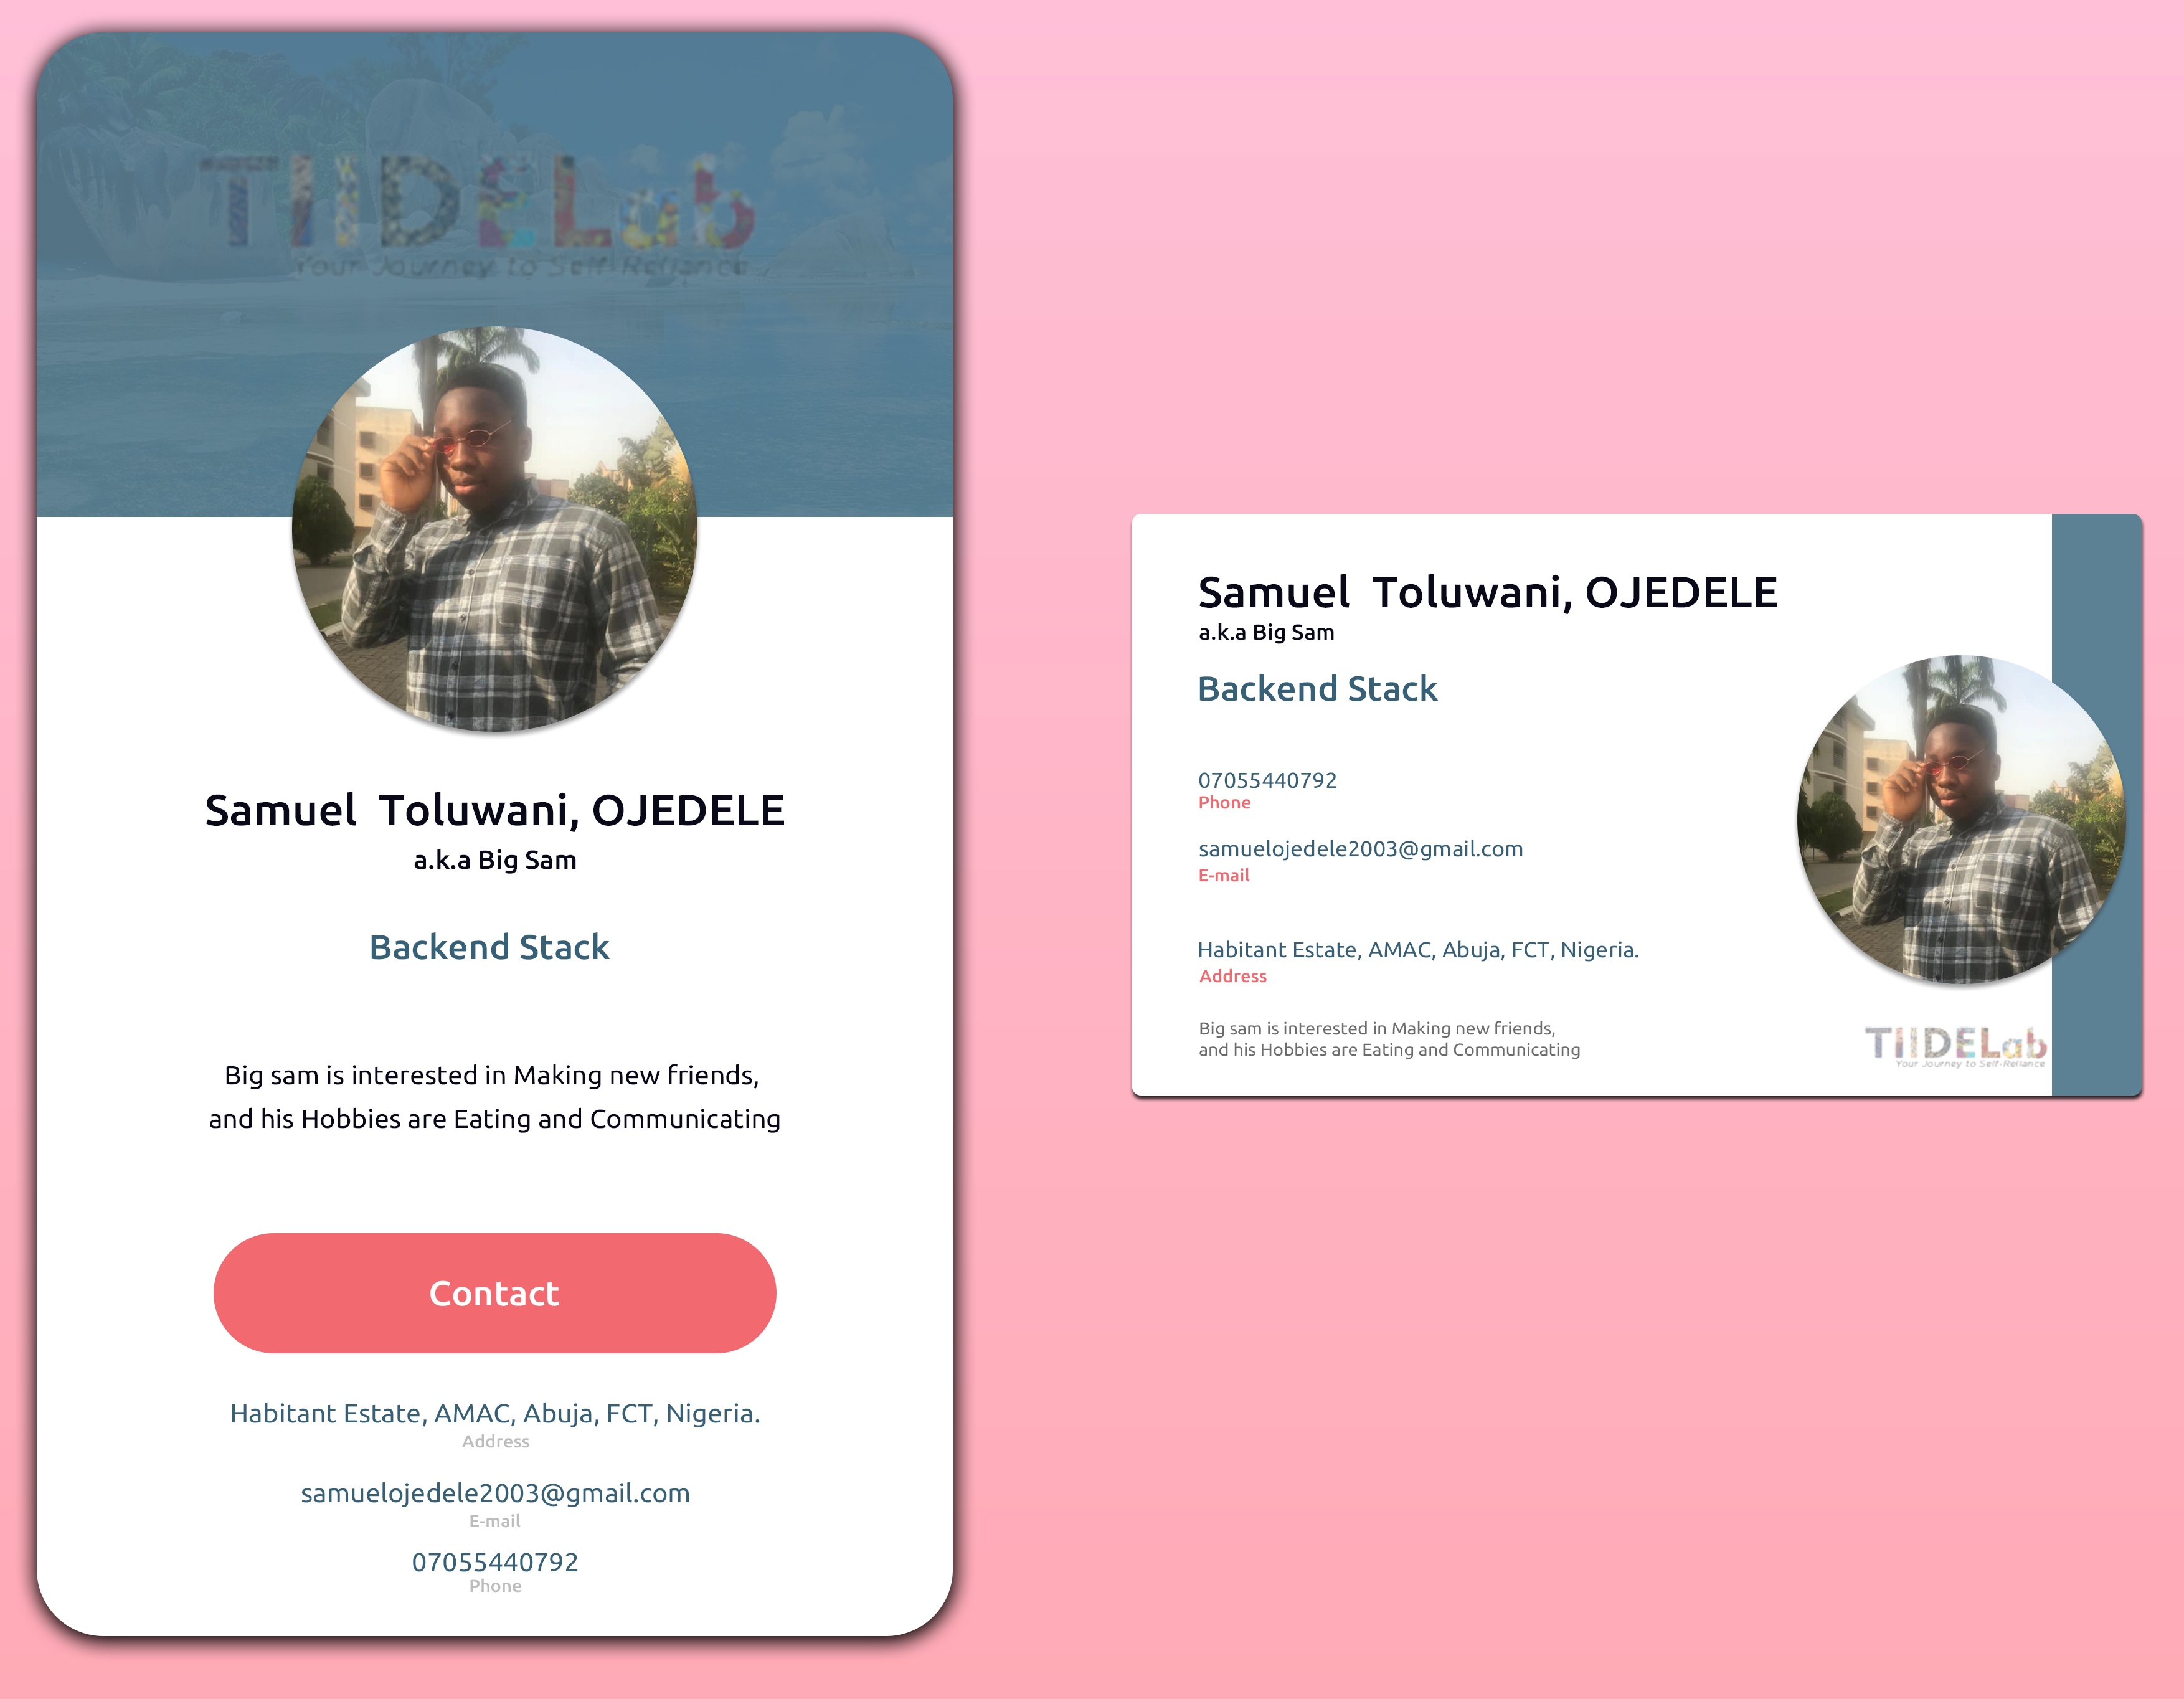 TIIDELab
Your Journey to Self-Reliance
Samuel  Toluwani, OJEDELE
a.k.a Big Sam
Backend Stack
Big sam is interested in Making new friends,
and his Hobbies are Eating and Communicating
Contact
Habitant Estate, AMAC, Abuja, FCT, Nigeria.
Address
samuelojedele2003@gmail.com
E-mail
07055440792
Phone
Samuel  Toluwani, OJEDELE
a.k.a Big Sam
Backend Stack
07055440792
Phone
samuelojedele2003@gmail.com
E-mail
Habitant Estate, AMAC, Abuja, FCT, Nigeria.
Address
Big sam is interested in Making new friends,
and his Hobbies are Eating and Communicating
TIIDELab
Your Journey to Self-Reliance